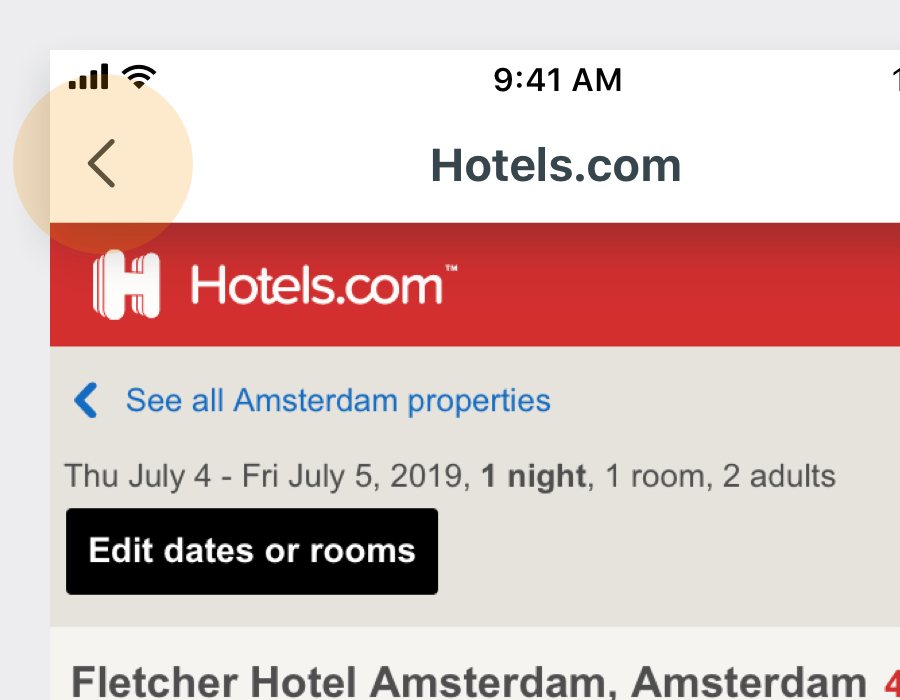 9:41 AM
Hotels.com
Hotels.com™
See all Amsterdam properties
Thu July 4 - Fri July 5, 2019, 1 night, 1 room, 2 adults
Edit dates or rooms
Fletcher Hotel Amsterdam, Amsterdam